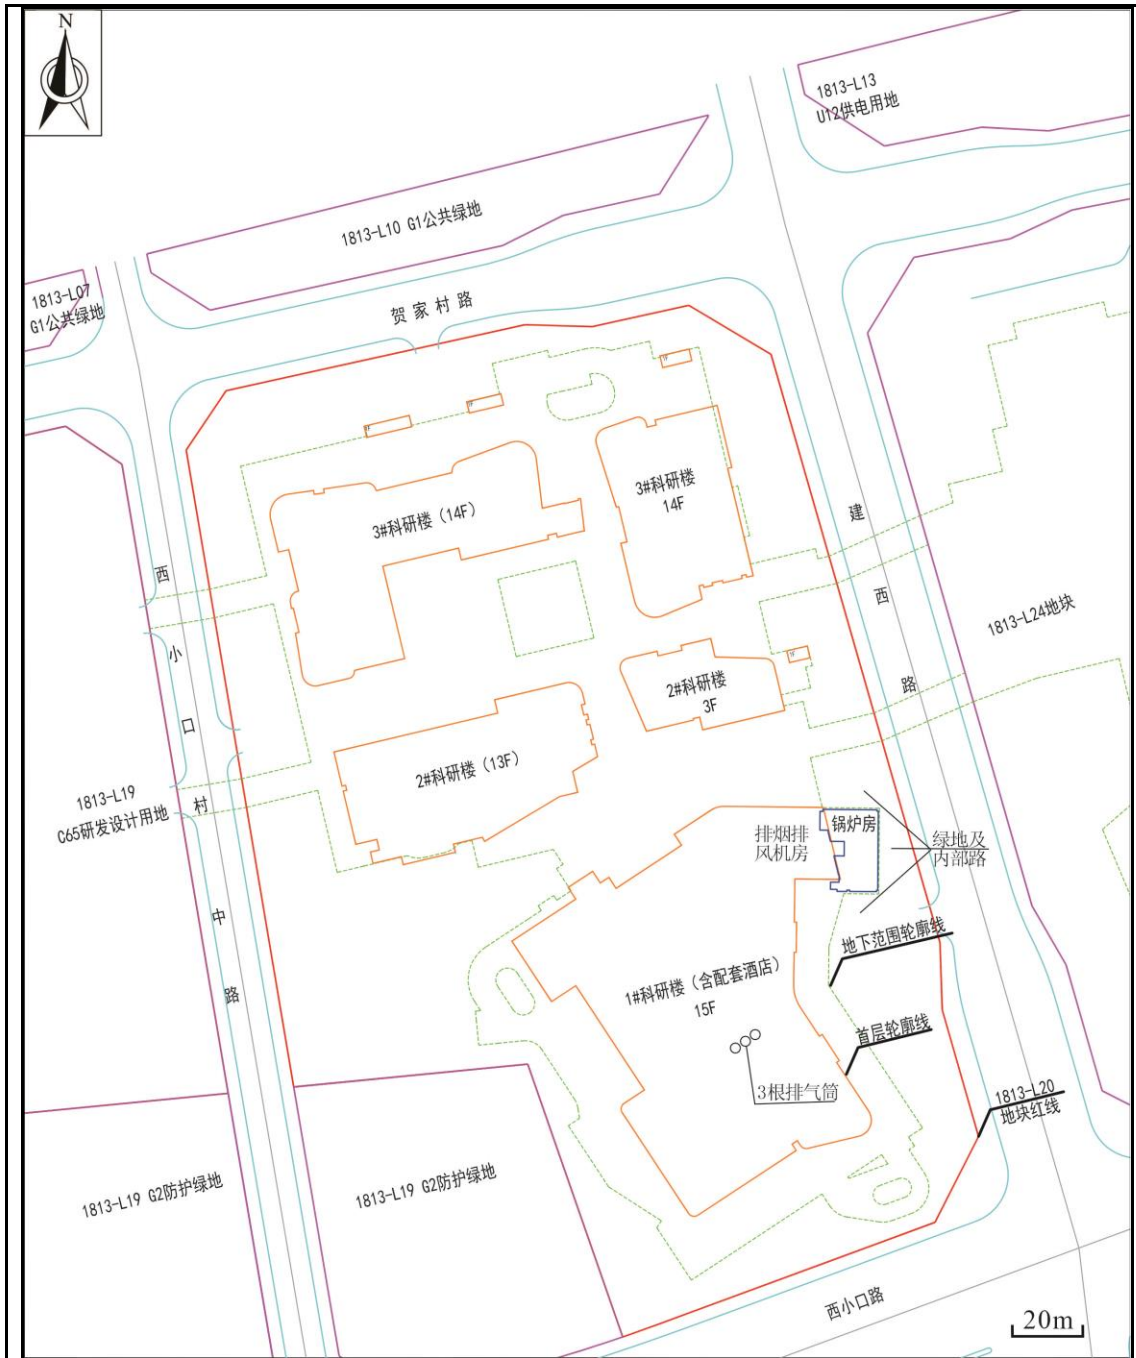 N
1813-L13
U12供电用地
1813-L10 G1公共绿地
1813-L07
G1公共绿地
贺家村路
3#科研楼
14F
3#科研楼（14F）
建西路
西小口村中路
1813-L24地块
2#科研楼
3F
2#科研楼（13F）
1813-L19
C65研发设计用地
排烟排
风机房
锅炉房
绿地及
内部路
地下范围轮廓线
1#科研楼（含配套酒店）
15F
首层轮廓线
3根排气筒
1813-L20
地块红线
1813-L19 G2防护绿地
1813-L19 G2防护绿地
西小口路
20m